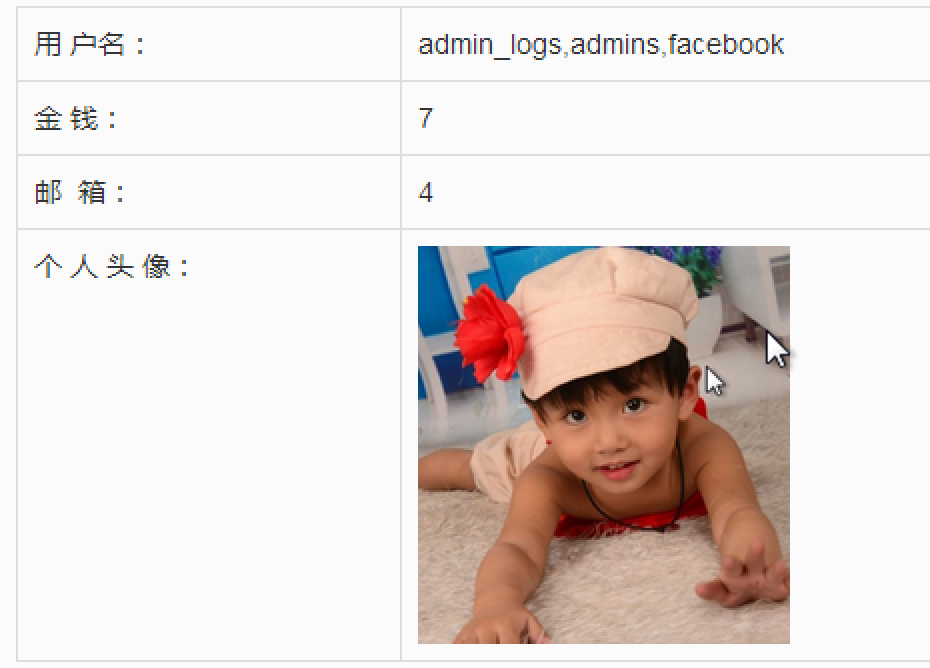 用 户名： admin_logs,admins,facebook
金 钱： 7
邮 箱： 4
个 人 头 像：